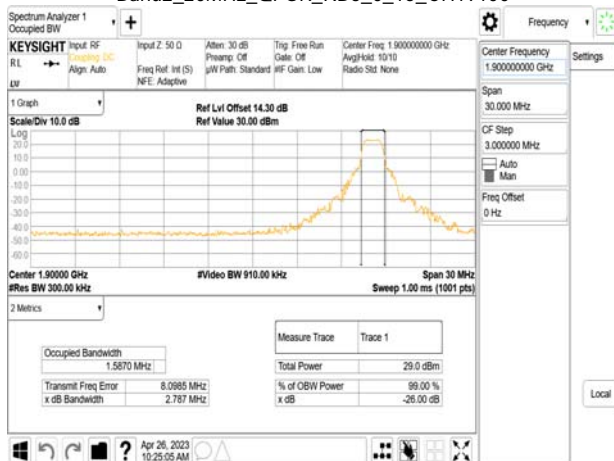 Spectrum Analyzer 1
Occupied BW
Frequency
KEYSIGHT
Input: RF
Coupling: DC
Align: Auto
RL
Input Z: 50 Ω
Freq Ref: Int (S)
NFE: Adaptive
Atten: 30 dB
Preamp: Off
µW Path: Standard
Trig: Free Run
Gate: Off
#IF Gain: Low
Center Freq: 1.900000000 GHz
Avg|Hold: 10/10
Radio Std: None
Center Frequency
1.900000000 GHz
Settings
Span
30.000 MHz
CF Step
3.000000 MHz
Auto
Man
Freq Offset
0 Hz
Local
1 Graph
Ref Lvl Offset 14.30 dB
Scale/Div 10.0 dB
Ref Value 30.00 dBm
Log
20.0
10.0
0.00
-10.0
-20.0
-30.0
-40.0
-50.0
-60.0
Center 1.90000 GHz
#Video BW 910.00 kHz
Span 30 MHz
#Res BW 300.00 kHz
Sweep 1.00 ms (1001 pts)
2 Metrics
Measure Trace
Trace 1
Occupied Bandwidth
1.5870 MHz
Total Power
29.0 dBm
Transmit Freq Error
8.0985 MHz
% of OBW Power
99.00 %
x dB Bandwidth
2.787 MHz
x dB
-26.00 dB
Apr 26, 2023
10:25:05 AM